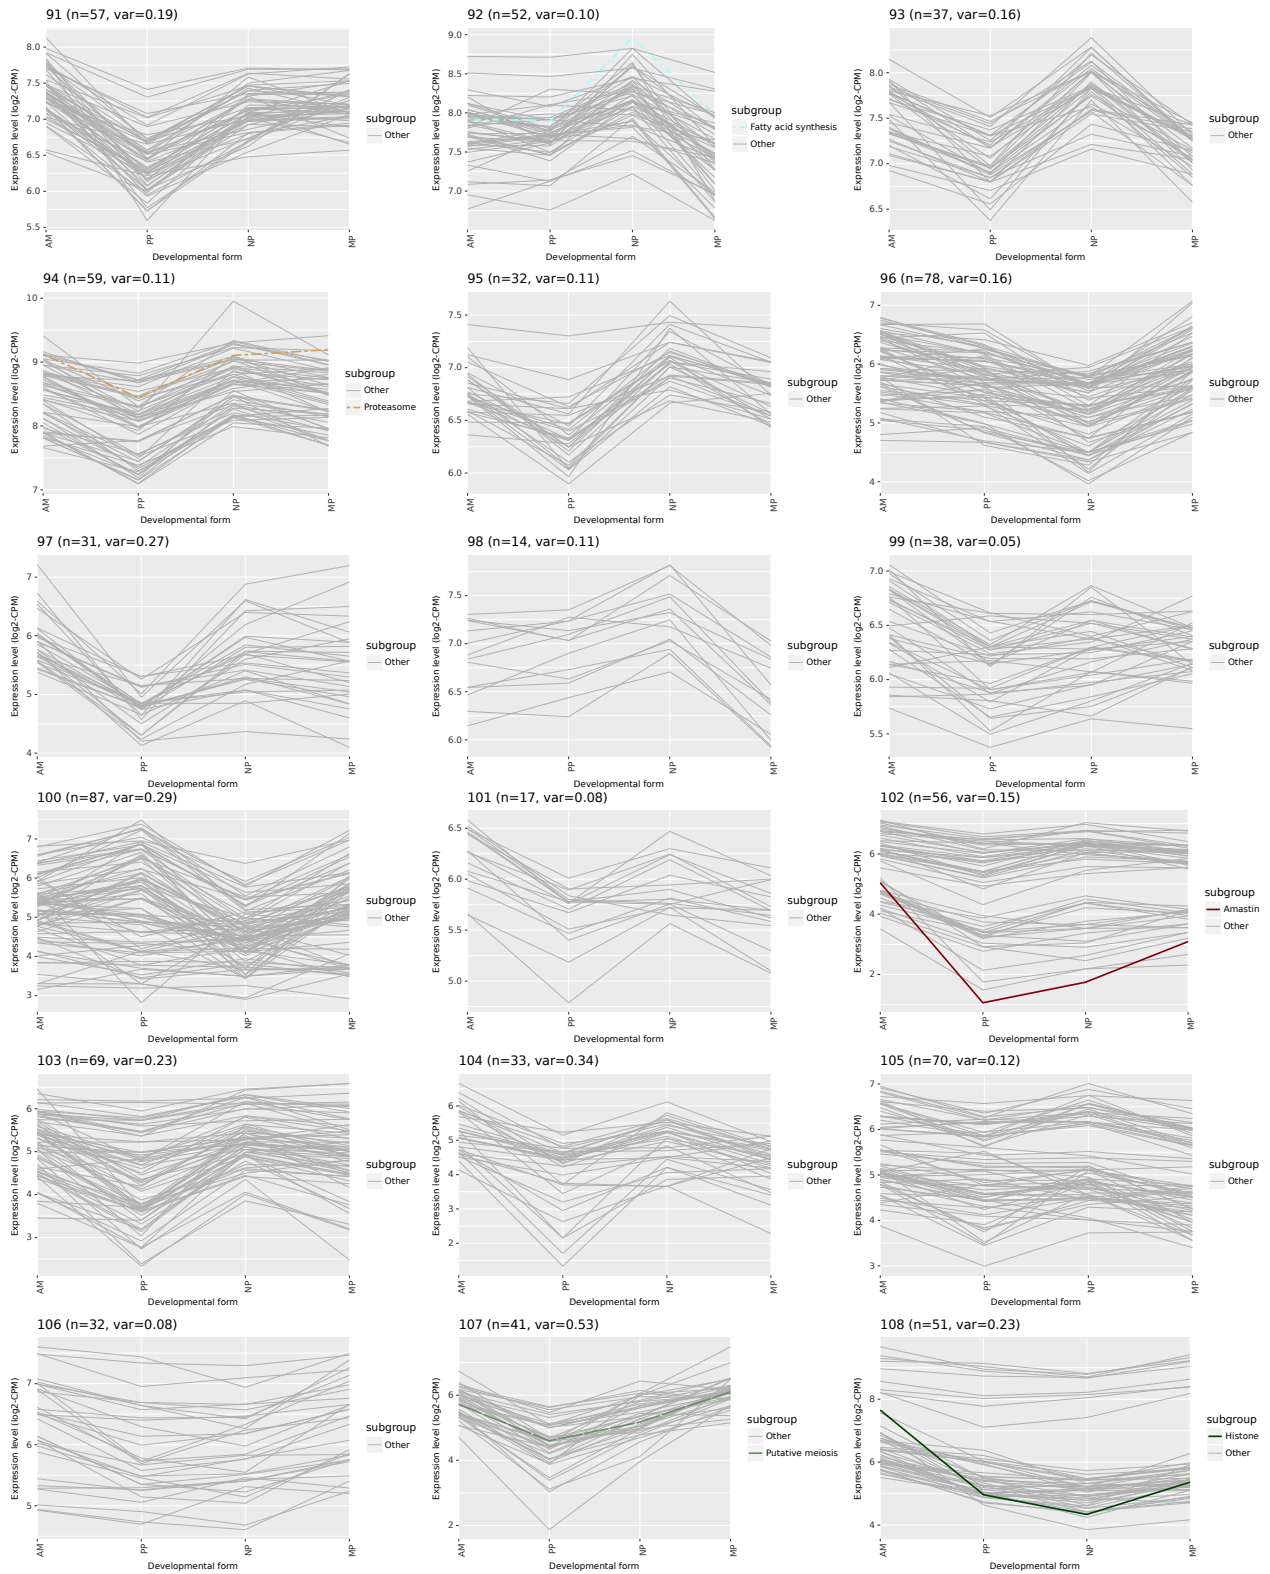 91 (n=57, var=0.19)
8.0
7.5
7.0
6.5
6.0
5.5
Expression level (log2-CPM)
AM
PP
NP
MP
Developmental form
subgroup
Other
92 (n=52, var=0.10)
9.0
8.5
8.0
7.5
7.0
Expression level (log2-CPM)
AM
PP
NP
MP
Developmental form
subgroup
Fatty acid synthesis
Other
93 (n=37, var=0.16)
8.0
7.5
7.0
6.5
Expression level (log2-CPM)
AM
PP
NP
MP
Developmental form
subgroup
Other
94 (n=59, var=0.11)
10
9
8
7
Expression level (log2-CPM)
AM
PP
NP
MP
Developmental form
subgroup
Other
Proteasome
95 (n=32, var=0.11)
7.5
7.0
6.5
6.0
Expression level (log2-CPM)
AM
PP
NP
MP
Developmental form
subgroup
Other
96 (n=78, var=0.16)
7
6
5
4
Expression level (log2-CPM)
AM
PP
NP
MP
Developmental form
subgroup
Other
97 (n=31, var=0.27)
7
6
5
4
Expression level (log2-CPM)
AM
PP
NP
MP
Developmental form
subgroup
Other
98 (n=14, var=0.11)
7.5
7.0
6.5
6.0
Expression level (log2-CPM)
AM
PP
NP
MP
Developmental form
subgroup
Other
99 (n=38, var=0.05)
7.0
6.5
6.0
5.5
Expression level (log2-CPM)
AM
PP
NP
MP
Developmental form
subgroup
Other
100 (n=87, var=0.29)
7
6
5
4
3
Expression level (log2-CPM)
AM
PP
NP
MP
Developmental form
subgroup
Other
101 (n=17, var=0.08)
6.5
6.0
5.5
5.0
Expression level (log2-CPM)
AM
PP
NP
MP
Developmental form
subgroup
Other
102 (n=56, var=0.15)
6
4
2
Expression level (log2-CPM)
AM
PP
NP
MP
Developmental form
subgroup
Amastin
Other
103 (n=69, var=0.23)
6
5
4
3
Expression level (log2-CPM)
AM
PP
NP
MP
Developmental form
subgroup
Other
104 (n=33, var=0.34)
6
5
4
3
2
Expression level (log2-CPM)
AM
PP
NP
MP
Developmental form
subgroup
Other
105 (n=70, var=0.12)
7
6
5
4
3
Expression level (log2-CPM)
AM
PP
NP
MP
Developmental form
subgroup
Other
106 (n=32, var=0.08)
7
6
5
Expression level (log2-CPM)
AM
PP
NP
MP
Developmental form
subgroup
Other
107 (n=41, var=0.53)
6
4
2
Expression level (log2-CPM)
AM
PP
NP
MP
Developmental form
subgroup
Other
Putative meiosis
108 (n=51, var=0.23)
8
6
4
Expression level (log2-CPM)
AM
PP
NP
MP
Developmental form
subgroup
Histone
Other